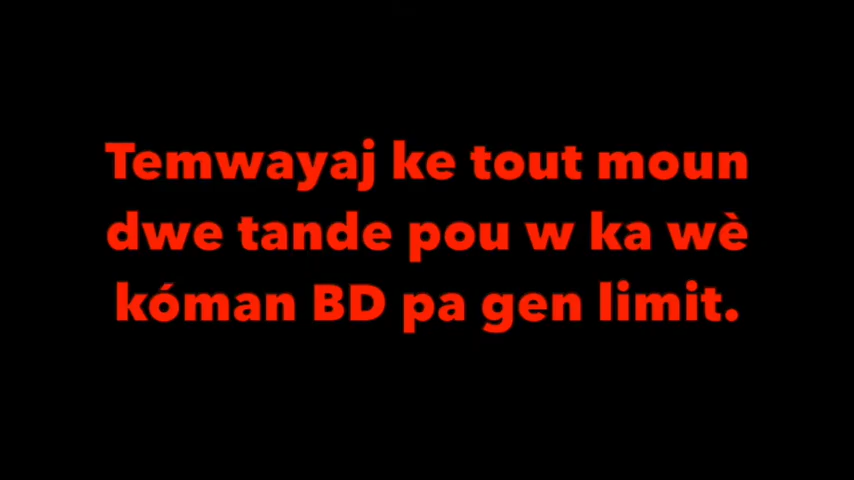 Temwayaj ke tout moun
dwe tande pou w ka wè
kóman BD pa gen limit.